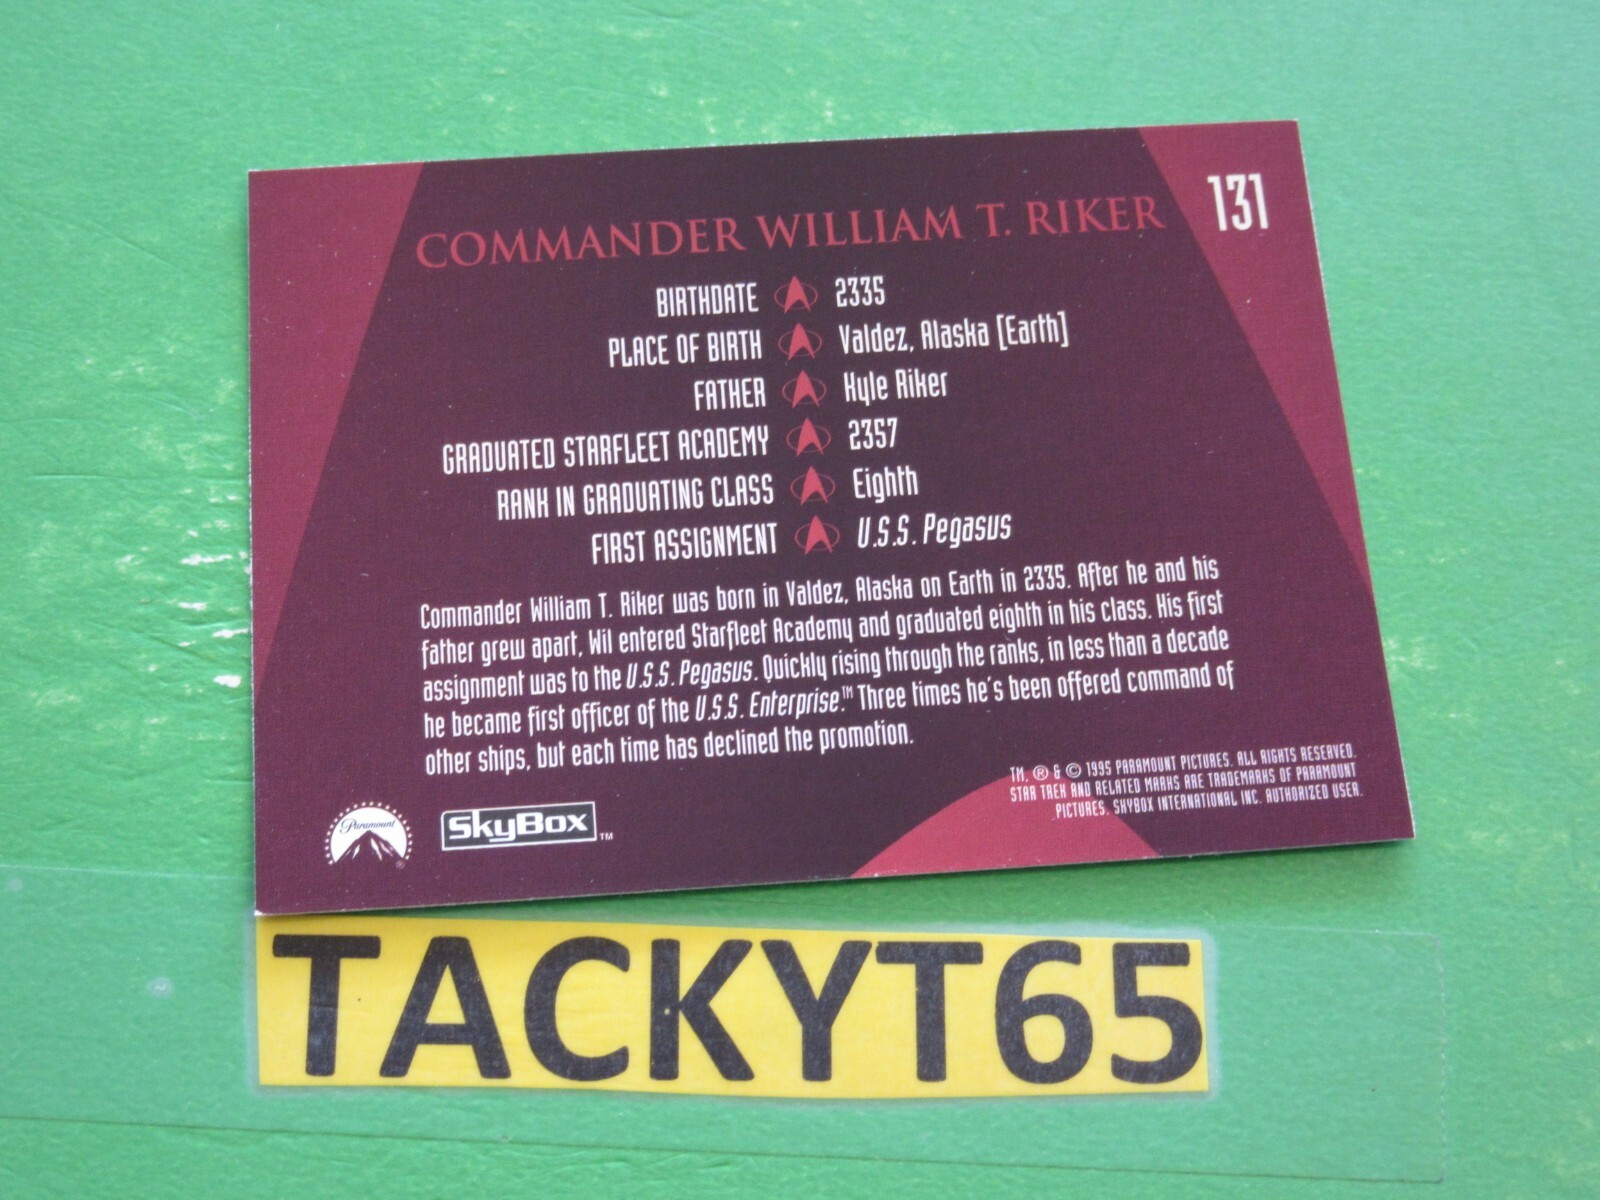 131
COMMANDER WILLIAM T. RIKER
BIRTHDATE 2335
PLACE OF BIRTH Valdez, Alaska [Earth]
FATHER Kyle Riker
GRADUATED STARFLEET ACADEMY 2357
RANK IN GRADUATING CLASS Eighth
FIRST ASSIGNMENT U.S.S. Pegasus
Commander William T. Riker was born in Valdez, Alaska on Earth in 2335. After he and his
father grew apart, Wil entered Starfleet Academy and graduated eighth in his class. His first
assignment was to the U.S.S. Pegasus. Quickly rising through the ranks, in less than a decade
he became first officer of the U.S.S. Enterprise.™ Three times he's been offered command of
other ships, but each time has declined the promotion.
TM, ® & © 1995 PARAMOUNT PICTURES. ALL RIGHTS RESERVED.
STAR TREK AND RELATED MARKS ARE TRADEMARKS OF PARAMOUNT
PICTURES. SKYBOX INTERNATIONAL INC. AUTHORIZED USER.
Paramount ®
SkyBox ™
TACKYT65